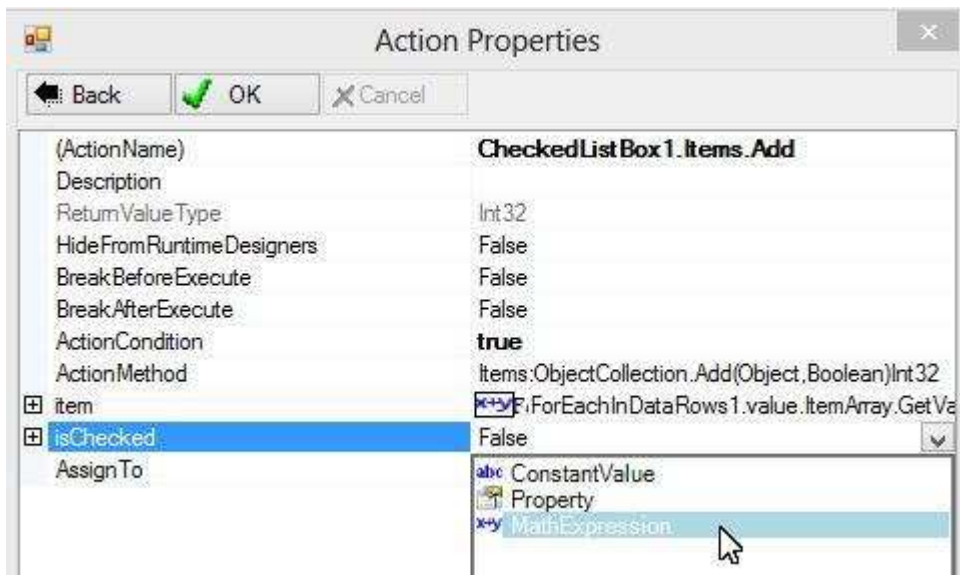 Action Properties
Back OK Cancel
(ActionName) CheckedListBox1.Items.Add
Description
ReturnValueType Int32
HideFromRuntimeDesigners False
BreakBeforeExecute False
BreakAfterExecute False
ActionCondition true
ActionMethod Items:ObjectCollection.Add(Object,Boolean)Int32
item x+y ForEachInDataRows1.value.ItemArray.GetVa
isChecked False
AssignTo
abc ConstantValue
Property
x+y MathExpression